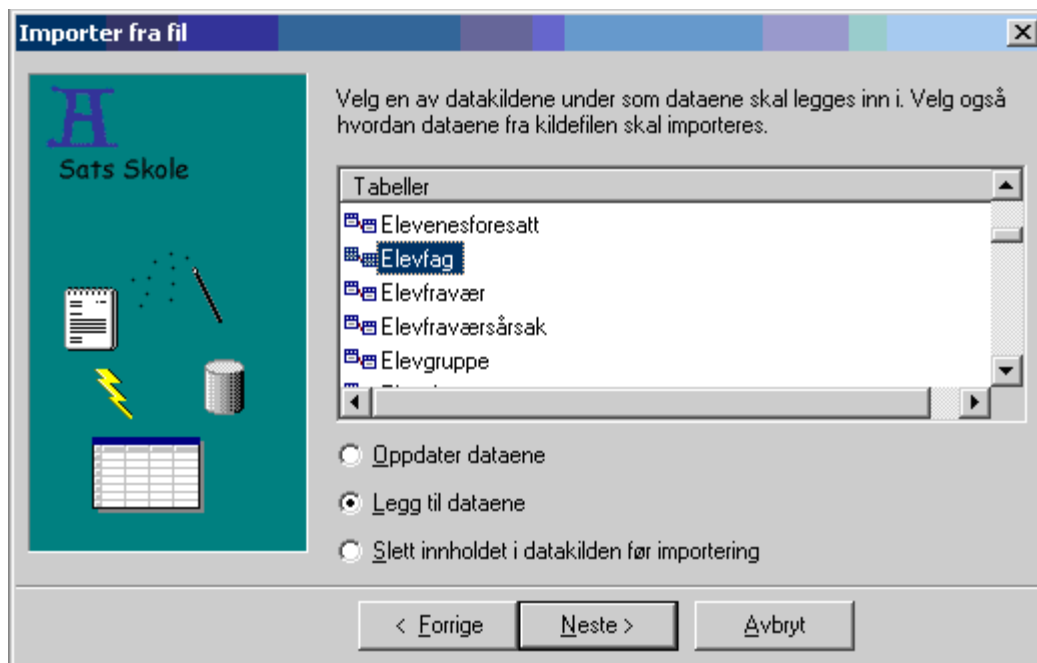 Importer fra fil
Sats Skole
Velg en av datakildene under som dataene skal legges inn i. Velg også
hvordan dataene fra kildefilen skal importeres.
Tabeller
Elevenesforesatt
Elevfag
Elevfravær
Elevfraværsårsak
Elevgruppe
Oppdater dataene
Legg til dataene
Slett innholdet i datakilden før importering
< Forrige
Neste >
Avbryt